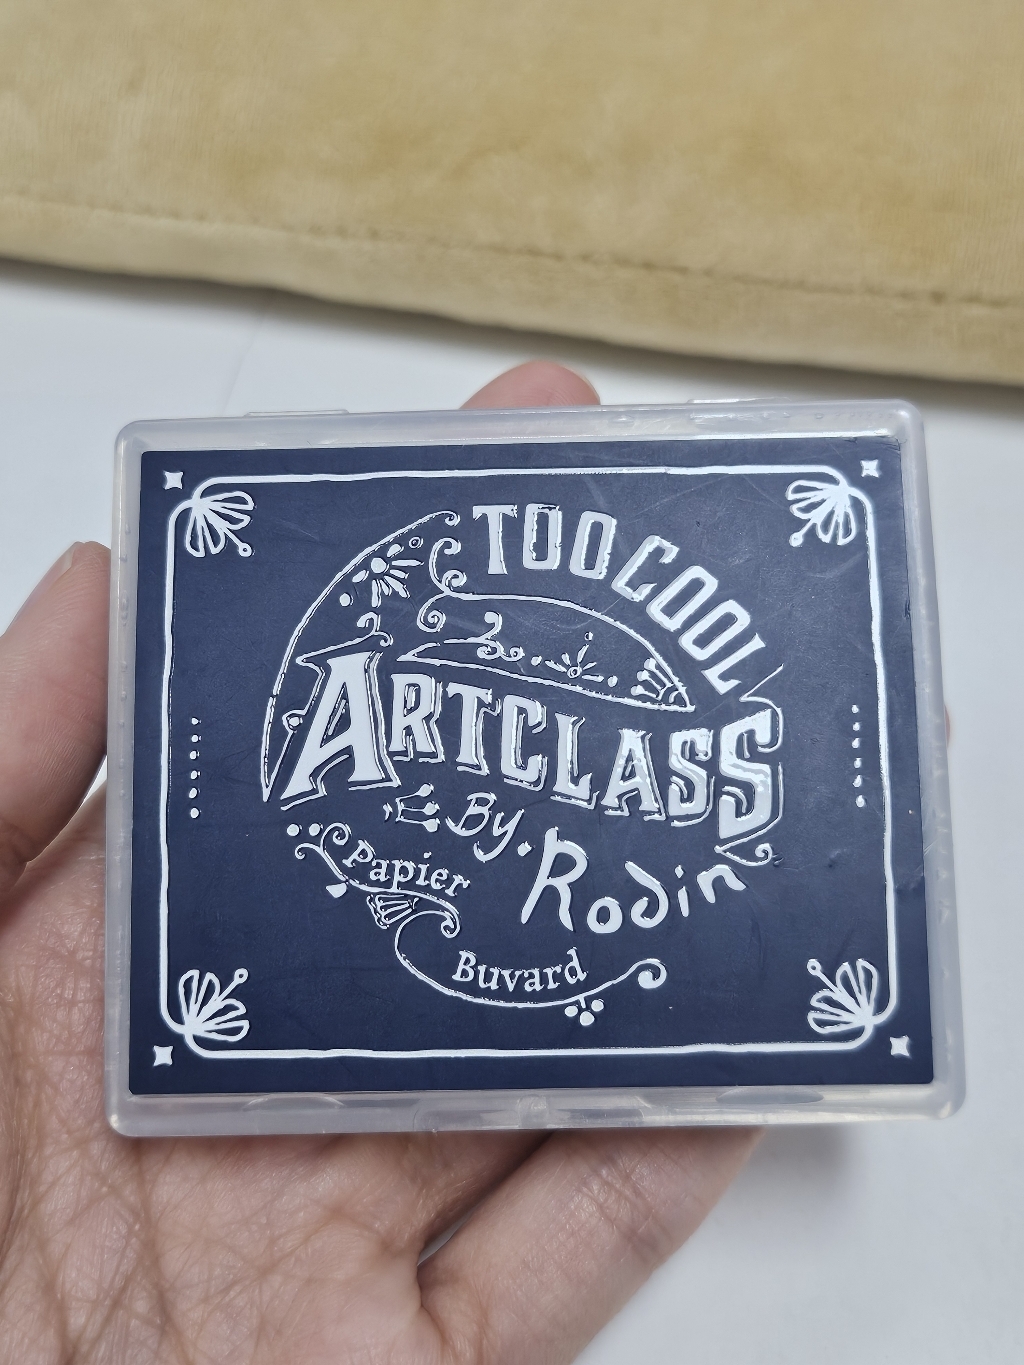 TOO COOL
ARTCLASS
By. Rodin
Papier
Buvard